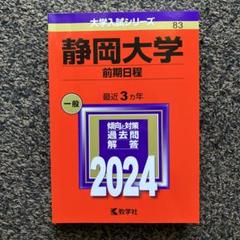 大学入試シリーズ
83
静岡大学
前期日程
一般
最近3ヵ年
傾向と対策
過去問
解答
2024
教学社